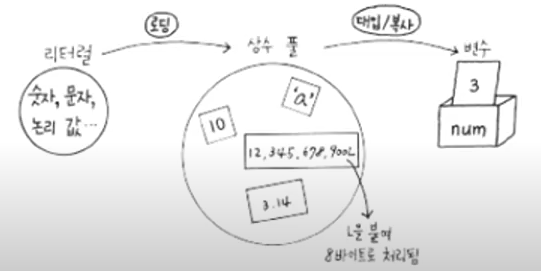 로딩
대입/복사
리터럴
상수 풀
변수
숫자, 문자,
논리 값…
'a'
10
12,345,678,900L
3.14
3
num
L을 붙여
8바이트로 처리됨